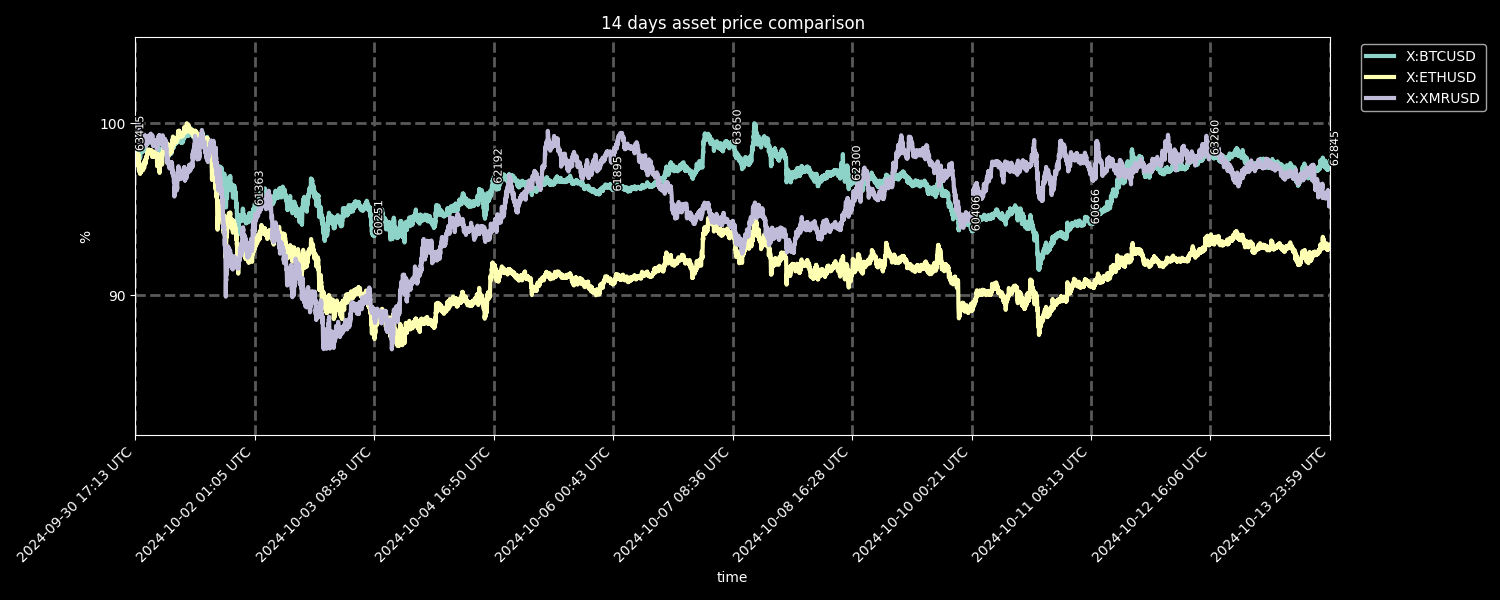 14 days asset price comparison
X:BTCUSD
X:ETHUSD
X:XMRUSD
%
100
90
63415
61363
60251
62192
61895
63650
62300
60406
60666
63260
62845
2024-09-30 17:13 UTC
2024-10-02 01:05 UTC
2024-10-03 08:58 UTC
2024-10-04 16:50 UTC
2024-10-06 00:43 UTC
2024-10-07 08:36 UTC
2024-10-08 16:28 UTC
2024-10-10 00:21 UTC
2024-10-11 08:13 UTC
2024-10-12 16:06 UTC
2024-10-13 23:59 UTC
time